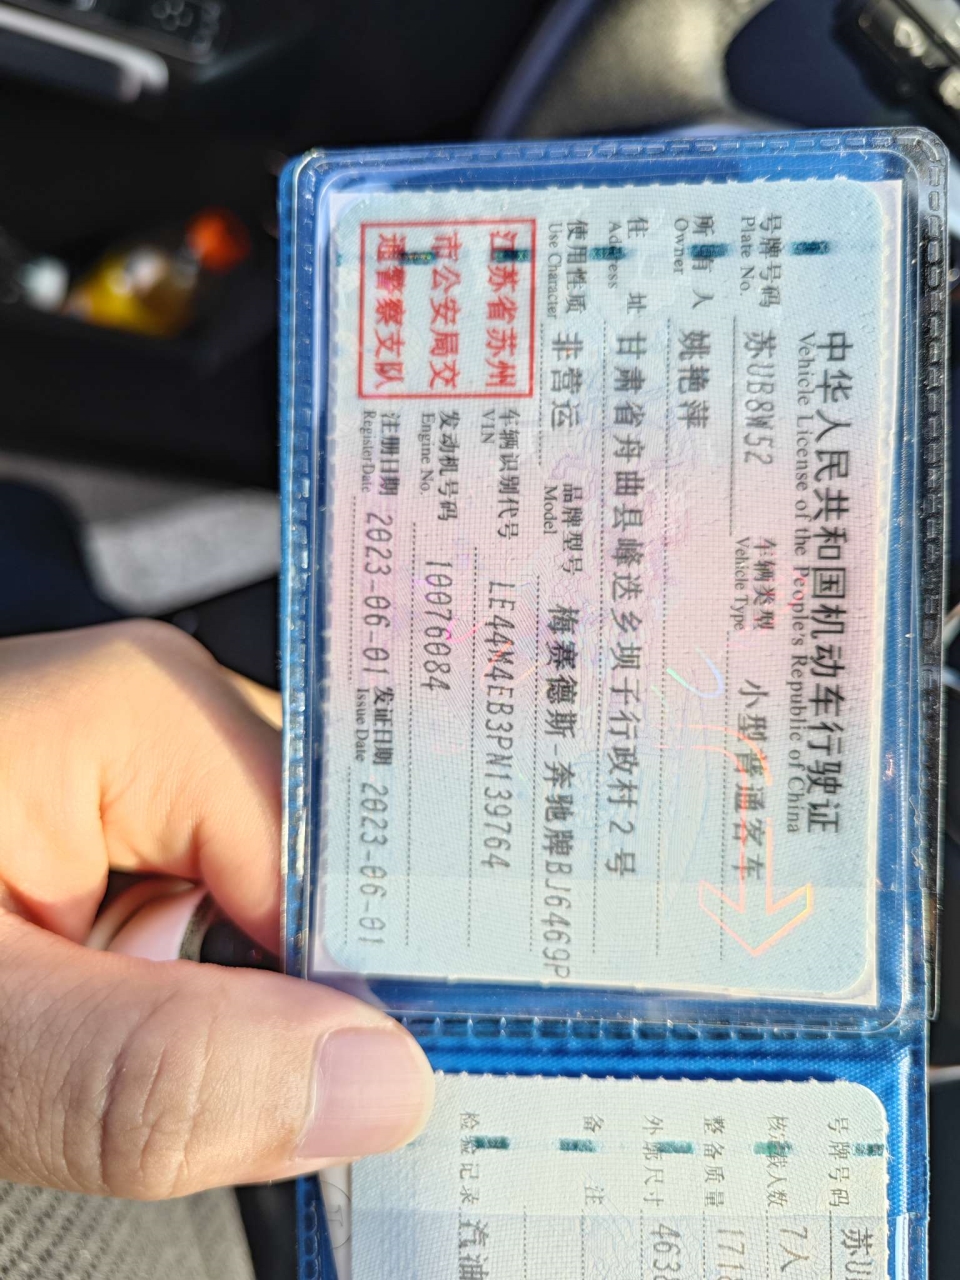 中华人民共和国机动车行驶证
Vehicle License of the People's Republic of China
号牌号码 苏UB8W52 车辆类型 小型普通客车
Plate No. Vehicle Type
所有人 姚艳萍
Owner
住址 甘肃省舟曲县峰迭乡坝子行政村2号
Address
使用性质 非营运 品牌型号 梅赛德斯-奔驰牌BJ6469P
Use Character Model
江苏省苏州
市公安局交
通警察支队
车辆识别代号 LE44M4EB3PN139764
VIN
发动机号码 10076084
Engine No.
注册日期 2023-06-01 发证日期 2023-06-01
Register Date Issue Date
号牌号码 苏U
核定载人数 7人
整备质量 171
外廓尺寸 463
备注
检验记录 汽油